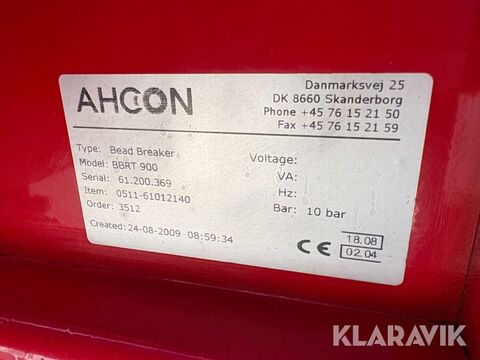 AHCON
Danmarksvej 25
DK 8660 Skanderborg
Phone +45 76 15 21 50
Fax +45 76 15 21 59
Type: Bead Breaker
Model: BBRT 900
Serial: 61.200.369
Item: 0511-61012140
Order: 3512
Created: 24-08-2009 08:59:34
Voltage:
VA:
Hz:
Bar: 10 bar
CE
18.08
02.04
KLARAVIK